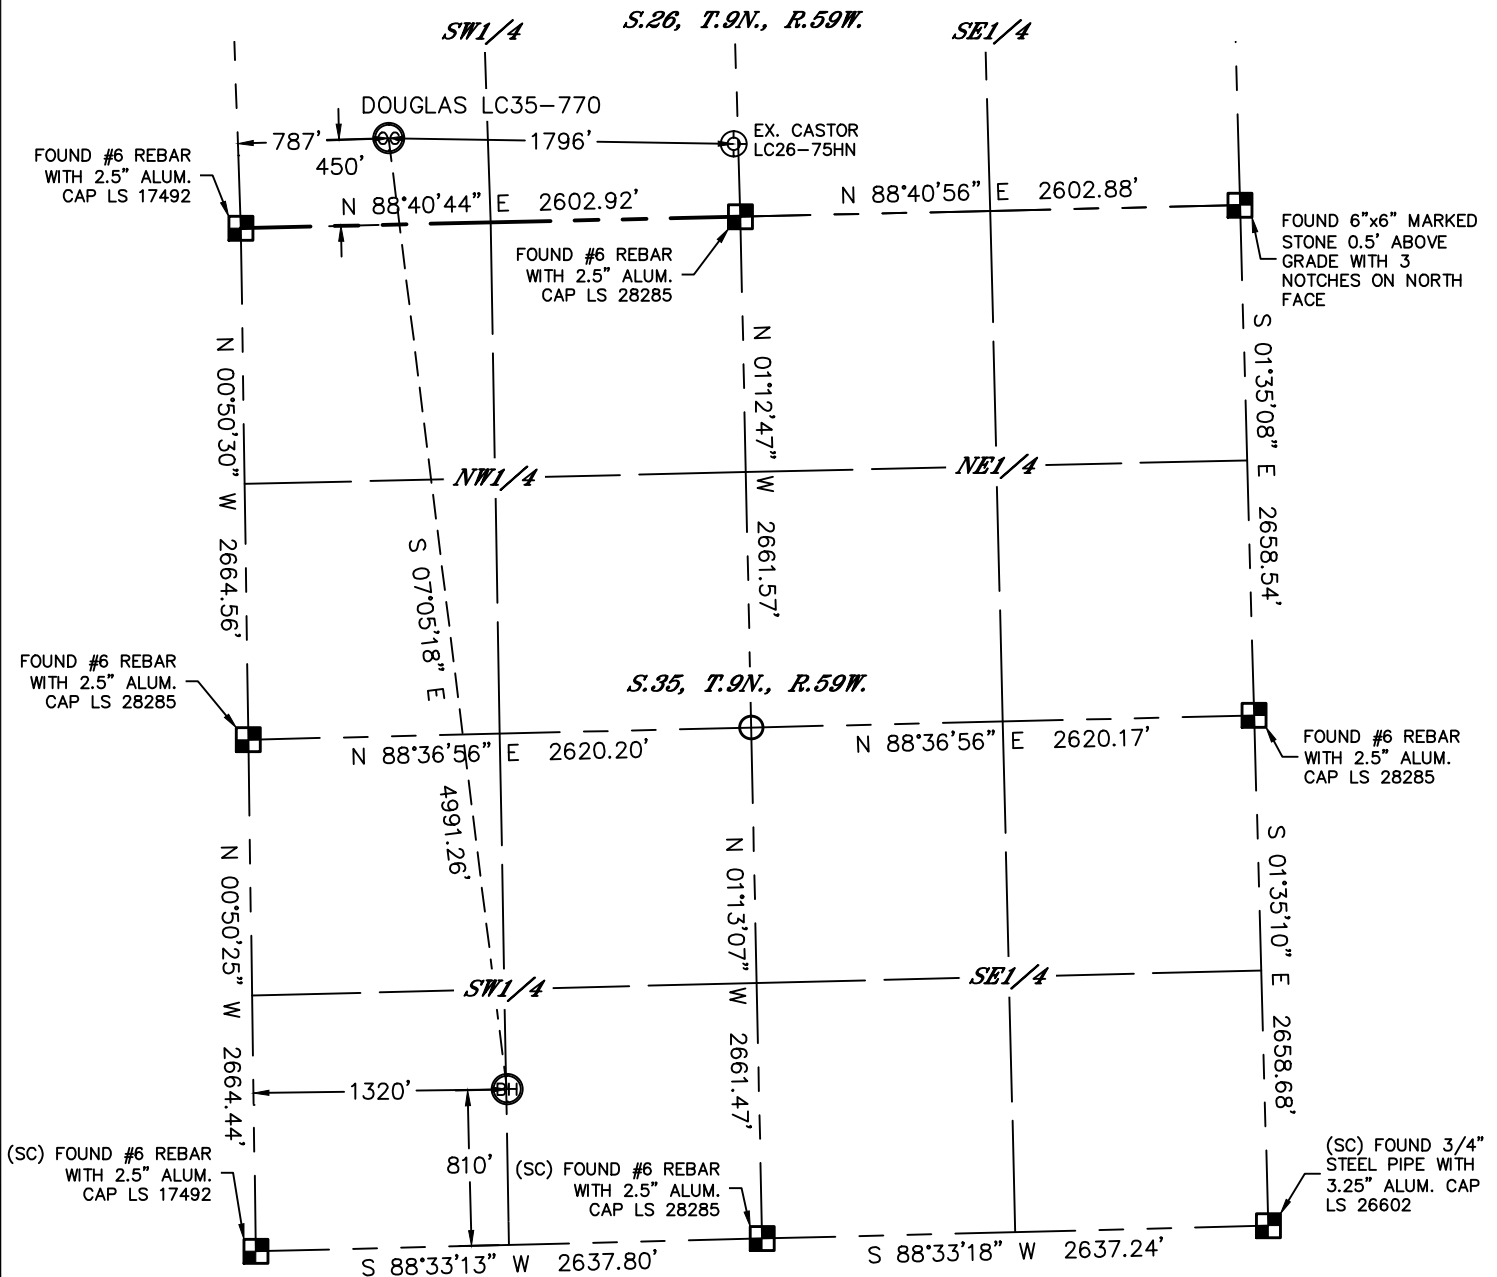 S.26, T.9N., R.59W.
SW1/4
SE1/4
DOUGLAS LC35-770
787'
1796'
450'
EX. CASTOR
LC26-75HN
FOUND #6 REBAR
WITH 2.5" ALUM.
CAP LS 17492
N 88°40'44" E 2602.92'
N 88°40'56" E 2602.88'
FOUND #6 REBAR
WITH 2.5" ALUM.
CAP LS 28285
FOUND 6"x6" MARKED
STONE 0.5' ABOVE
GRADE WITH 3
NOTCHES ON NORTH
FACE
N 00°50'30" W 2664.56'
N 01°12'47" W 2661.57'
S 01°35'08" E 2658.54'
NW1/4
NE1/4
S 07°05'18" E 4991.26'
FOUND #6 REBAR
WITH 2.5" ALUM.
CAP LS 28285
S.35, T.9N., R.59W.
N 88°36'56" E 2620.20'
N 88°36'56" E 2620.17'
FOUND #6 REBAR
WITH 2.5" ALUM.
CAP LS 28285
N 00°50'25" W 2664.44'
N 01°13'07" W 2661.47'
S 01°35'10" E 2658.68'
SW1/4
SE1/4
1320'
BH
810'
(SC) FOUND #6 REBAR
WITH 2.5" ALUM.
CAP LS 17492
(SC) FOUND #6 REBAR
WITH 2.5" ALUM.
CAP LS 28285
(SC) FOUND 3/4"
STEEL PIPE WITH
3.25" ALUM. CAP
LS 26602
S 88°33'13" W 2637.80'
S 88°33'18" W 2637.24'